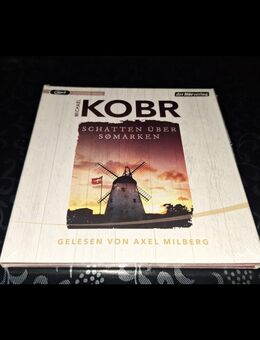 der Hörverlag
MICHAEL
KOBR
SCHATTEN ÜBER
SØMARKEN
GELESEN VON AXEL MILBERG